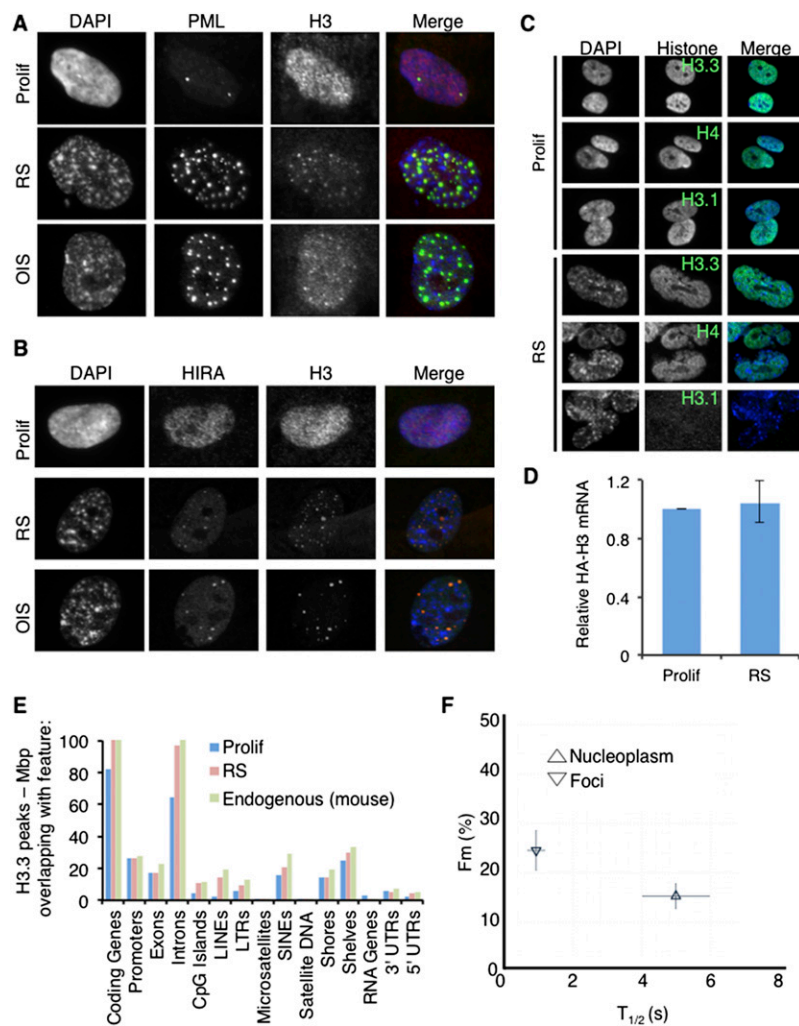 A
DAPI PML H3 Merge
Prolif
RS
OIS
B
DAPI HIRA H3 Merge
Prolif
RS
OIS
C
DAPI Histone Merge
H3.3
H4
H3.1
Prolif
H3.3
H4
H3.1
RS
D
Relative HA-H3 mRNA
1.2
0.8
0.4
0
Prolif RS
E
H3.3 peaks – Mbp
overlapping with feature:
100
80
60
40
20
0
Prolif
RS
Endogenous (mouse)
Coding Genes
Promoters
Exons
Introns
CpG Islands
LINEs
LTRs
Microsatellites
SINEs
Satellite DNA
Shores
Shelves
RNA Genes
3' UTRs
5' UTRs
F
Fm (%)
50
40
30
20
10
0
Nucleoplasm
Foci
2 4 6 8
T1/2 (s)